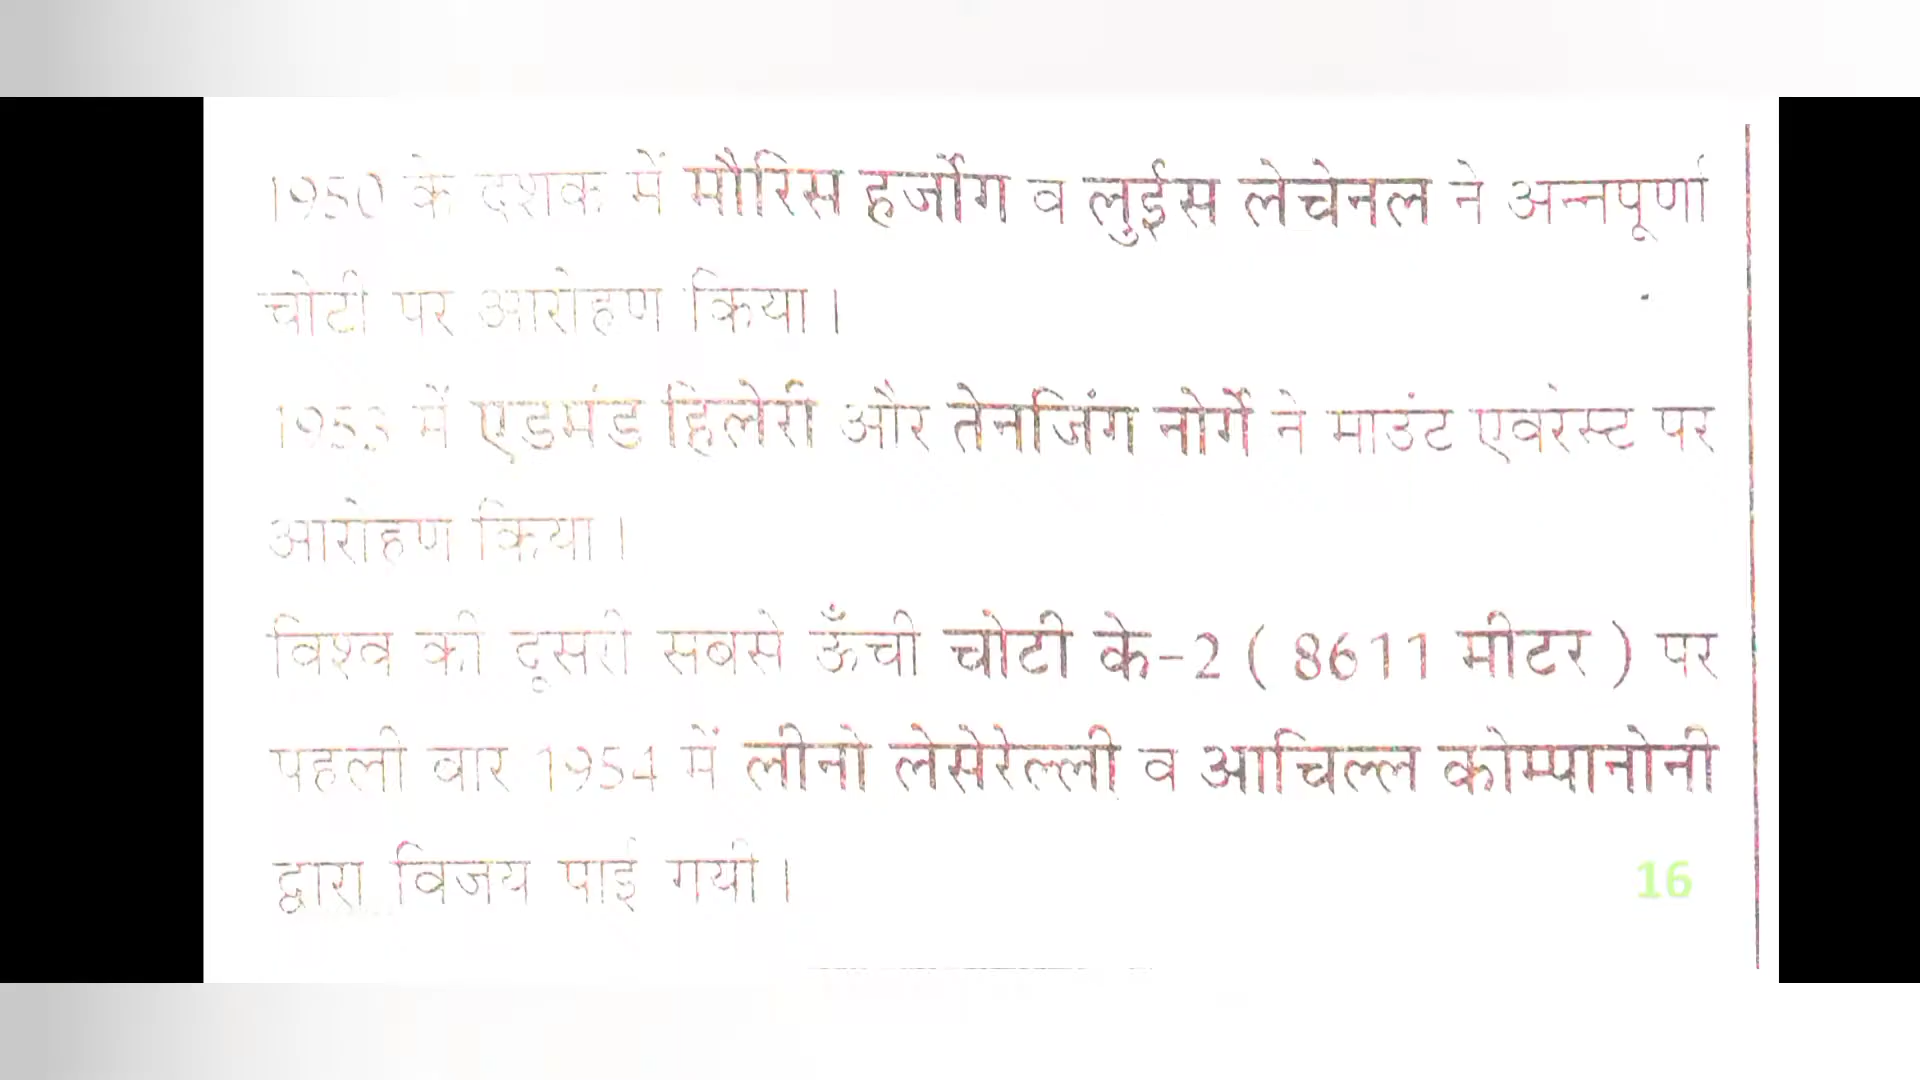 1950 के दशक में मौरिस हर्जोग व लुईस लेचेनल ने अन्नपूर्णा
चोटी पर आरोहण किया।
1953 में एडमंड हिलेरी और तेनजिंग नोर्गे ने माउंट एवरेस्ट पर
आरोहण किया।
विश्व की दूसरी सबसे ऊँची चोटी के-2 ( 8611 मीटर ) पर
पहली बार 1954 में लीनो लेसेरेल्ली व आचिल्ल कोम्पानोनी
द्वारा विजय पाई गयी।
16